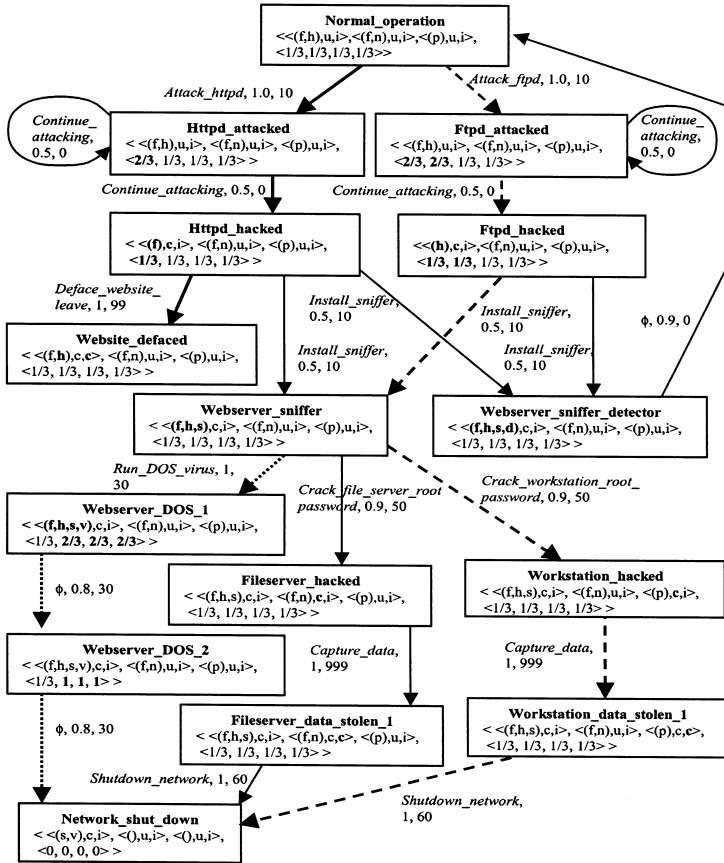 Normal_operation
<<(f,h),u,i>,<(f,n),u,i>,<(p),u,i>,
<1/3,1/3,1/3,1/3>>
Attack_httpd, 1.0, 10
Attack_ftpd, 1.0, 10
Continue_
attacking,
0.5, 0
Httpd_attacked
< <(f,h),u,i>, <(f,n),u,i>, <(p),u,i>,
<2/3, 1/3, 1/3, 1/3> >
Ftpd_attacked
< <(f,h),u,i>, <(f,n),u,i>, <(p),u,i>,
<2/3, 2/3, 1/3, 1/3> >
Continue_
attacking,
0.5, 0
Continue_attacking, 0.5, 0
Continue_attacking, 0.5, 0
Httpd_hacked
< <(f),c,i>, <(f,n),u,i>, <(p),u,i>,
<1/3, 1/3, 1/3, 1/3> >
Ftpd_hacked
<<(h),c,i>,<(f,n),u,i>, <(p),u,i>,
<1/3, 1/3, 1/3, 1/3> >
Deface_website_
leave, 1, 99
Install_sniffer,
0.5, 10
Install_sniffer,
0.5, 10
ϕ, 0.9, 0
Website_defaced
< <(f,h),c,c>, <(f,n),u,i>, <(p),u,i>,
<1/3, 1/3, 1/3, 1/3> >
Install_sniffer,
0.5, 10
Install_sniffer,
0.5, 10
Webserver_sniffer
< <(f,h,s),c,i>, <(f,n),u,i>, <(p),u,i>,
<1/3, 1/3, 1/3, 1/3> >
Webserver_sniffer_detector
< <(f,h,s,d),c,i>, <(f,n),u,i>, <(p),u,i>,
<1/3, 1/3, 1/3, 1/3> >
Run_DOS_virus, 1,
30
Crack_file_server_root
password, 0.9, 50
Crack_workstation_root_
password, 0.9, 50
Webserver_DOS_1
< <(f,h,s,v),c,i>, <(f,n),u,i>, <(p),u,i>,
<1/3, 2/3, 2/3, 2/3> >
ϕ, 0.8, 30
Fileserver_hacked
< <(f,h,s),c,i>, <(f,n),c,i>, <(p),u,i>,
<1/3, 1/3, 1/3, 1/3> >
Workstation_hacked
< <(f,h,s),c,i>, <(f,n),u,i>, <(p),c,i>,
<1/3, 1/3, 1/3, 1/3> >
Webserver_DOS_2
< <(f,h,s,v),c,i>, <(f,n),u,i>, <(p),u,i>,
<1/3, 1, 1, 1> >
Capture_data,
1, 999
Capture_data,
1, 999
ϕ, 0.8, 30
Fileserver_data_stolen_1
< <(f,h,s),c,i>, <(f,n),c,c>, <(p),u,i>,
<1/3, 1/3, 1/3, 1/3> >
Workstation_data_stolen_1
< <(f,h,s),c,i>, <(f,n),u,i>, <(p),c,c>,
<1/3, 1/3, 1/3, 1/3> >
Shutdown_network, 1, 60
Shutdown_network,
1, 60
Network_shut_down
< <(s,v),c,i>, <(),u,i>, <(),u,i>,
<0, 0, 0, 0> >